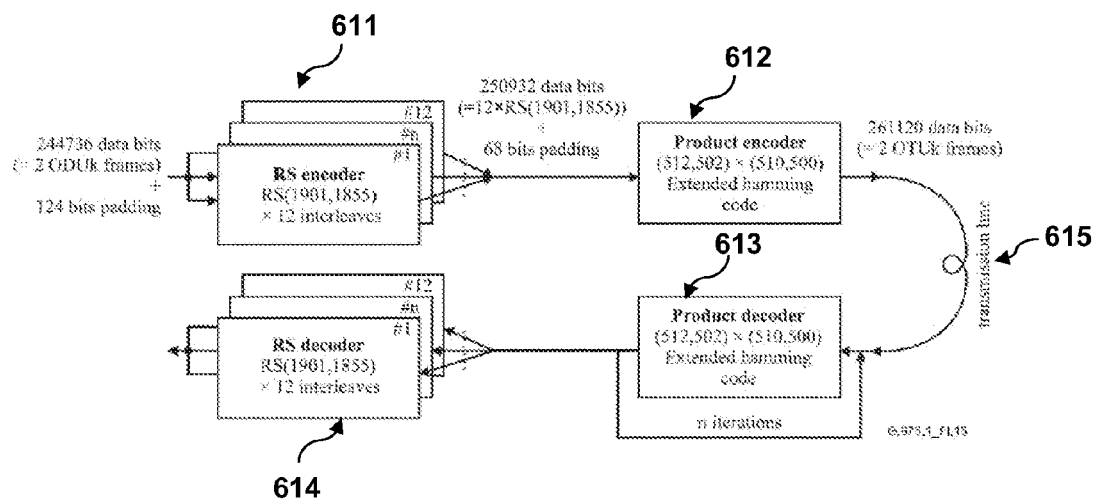 611
612
613
614
615
244736 data bits
(= 2 ODUk frames)
+
124 bits padding
#12
#n
#1
RS encoder
RS(1901,1855)
× 12 interleaves
250932 data bits
(=12×RS(1901,1855))
+
68 bits padding
Product encoder
(512,502) × (510,500)
Extended hamming
code
261120 data bits
(= 2 OTUk frames)
transmission line
#12
#n
#1
RS decoder
RS(1901,1855)
× 12 interleaves
Product decoder
(512,502) × (510,500)
Extended hamming
code
n iterations